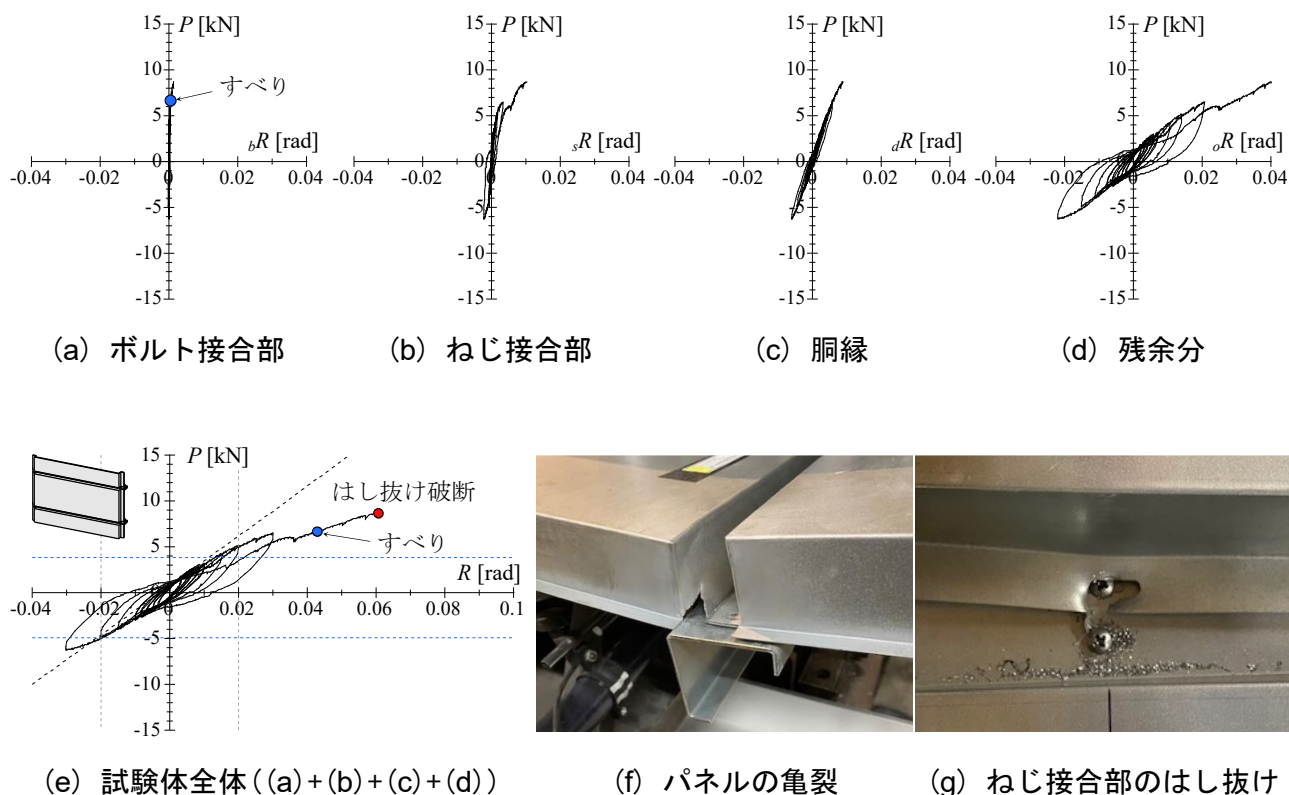 P [kN]
15
10
5
0
-5
-10
-15
すべり
bR [rad]
-0.04 -0.02 0.02 0.04
(a) ボルト接合部
P [kN]
15
10
5
0
-5
-10
-15
sR [rad]
-0.04 -0.02 0.02 0.04
(b) ねじ接合部
P [kN]
15
10
5
0
-5
-10
-15
dR [rad]
-0.04 -0.02 0 0.02 0.04
(c) 胴縁
P [kN]
15
10
5
0
-5
-10
-15
oR [rad]
-0.04 -0.02 0 0.02 0.04
(d) 残余分
P [kN]
15
10
5
0
-5
-10
-15
はし抜け破断
すべり
R [rad]
-0.04 -0.02 0 0.02 0.04 0.06 0.08 0.1
(e) 試験体全体((a)+(b)+(c)+(d))
(f) パネルの亀裂
(g) ねじ接合部のはし抜け